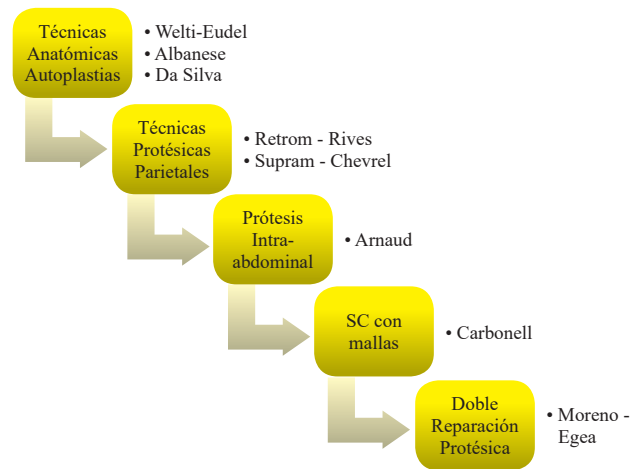 Técnicas
Anatómicas
Autoplastias
• Welti-Eudel
• Albanese
• Da Silva
Técnicas
Protésicas
Parietales
• Retrom - Rives
• Supram - Chevrel
Prótesis
Intra-
abdominal
• Arnaud
SC con
mallas
• Carbonell
Doble
Reparación
Protésica
• Moreno -
Egea